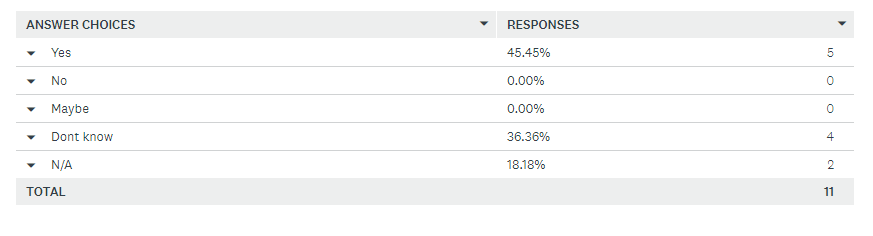 ANSWER CHOICES RESPONSES
Yes 45.45% 5
No 0.00% 0
Maybe 0.00% 0
Dont know 36.36% 4
N/A 18.18% 2
TOTAL 11